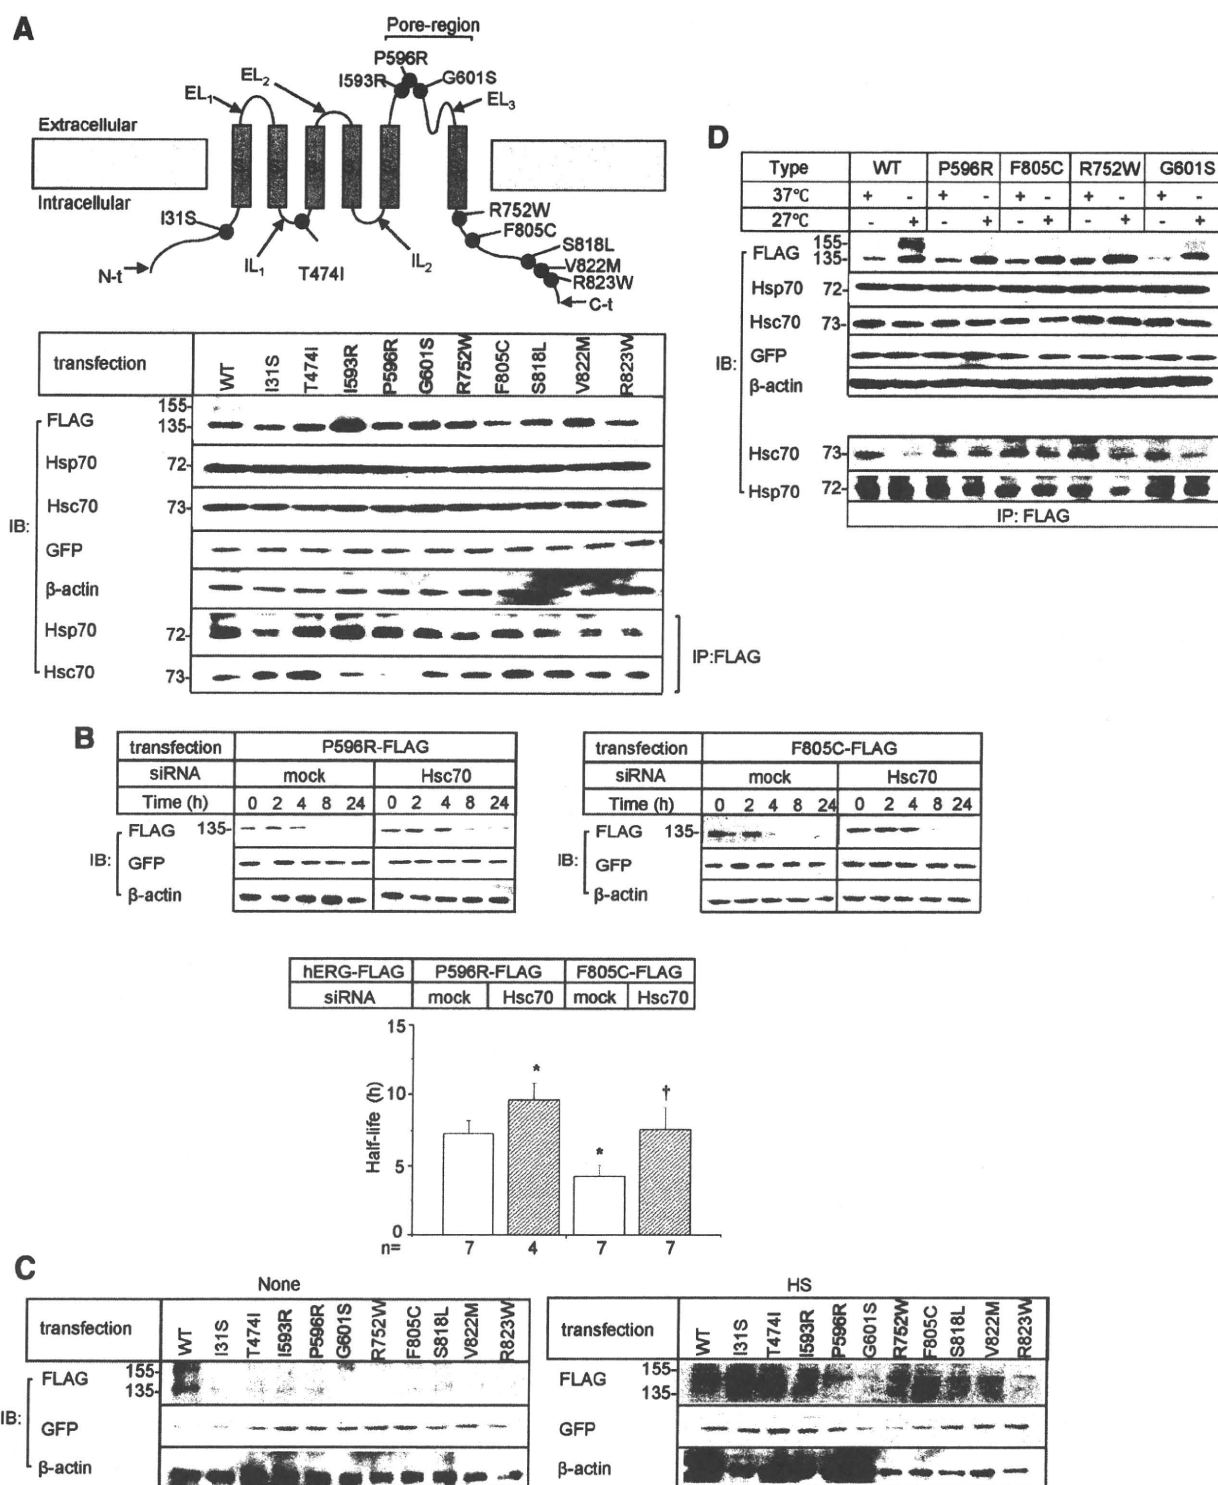 A
Pore-region
P596R
I593R
G601S
EL2
EL1
EL3
Extracellular
Intracellular
I31S
R752W
F805C
S818L
V822M
R823W
N-t
IL1
T474I
IL2
C-t
transfection WT I31S T474I I593R P596R G601S R752W F805C S818L V822M R823W
IB:
FLAG 155- 135-
Hsp70 72-
Hsc70 73-
GFP
β-actin
Hsp70 72-
Hsc70 73-
IP:FLAG
D
Type WT P596R F805C R752W G601S
37℃ + - + - + - + - + -
27℃ - + - + - + - + - +
IB:
FLAG 155- 135-
Hsp70 72-
Hsc70 73-
GFP
β-actin
Hsc70 73-
Hsp70 72-
IP: FLAG
B
transfection P596R-FLAG
siRNA mock Hsc70
Time (h) 0 2 4 8 24 0 2 4 8 24
IB:
FLAG 135-
GFP
β-actin
transfection F805C-FLAG
siRNA mock Hsc70
Time (h) 0 2 4 8 24 0 2 4 8 24
IB:
FLAG 135-
GFP
β-actin
hERG-FLAG P596R-FLAG F805C-FLAG
siRNA mock Hsc70 mock Hsc70
Half-life (h)
15
10
5
0
* * †
n= 7 4 7 7
C
None
transfection WT I31S T474I I593R P596R G601S R752W F805C S818L V822M R823W
IB:
FLAG 155- 135-
GFP
β-actin
HS
transfection WT I31S T474I I593R P596R G601S R752W F805C S818L V822M R823W
FLAG 155- 135-
GFP
β-actin